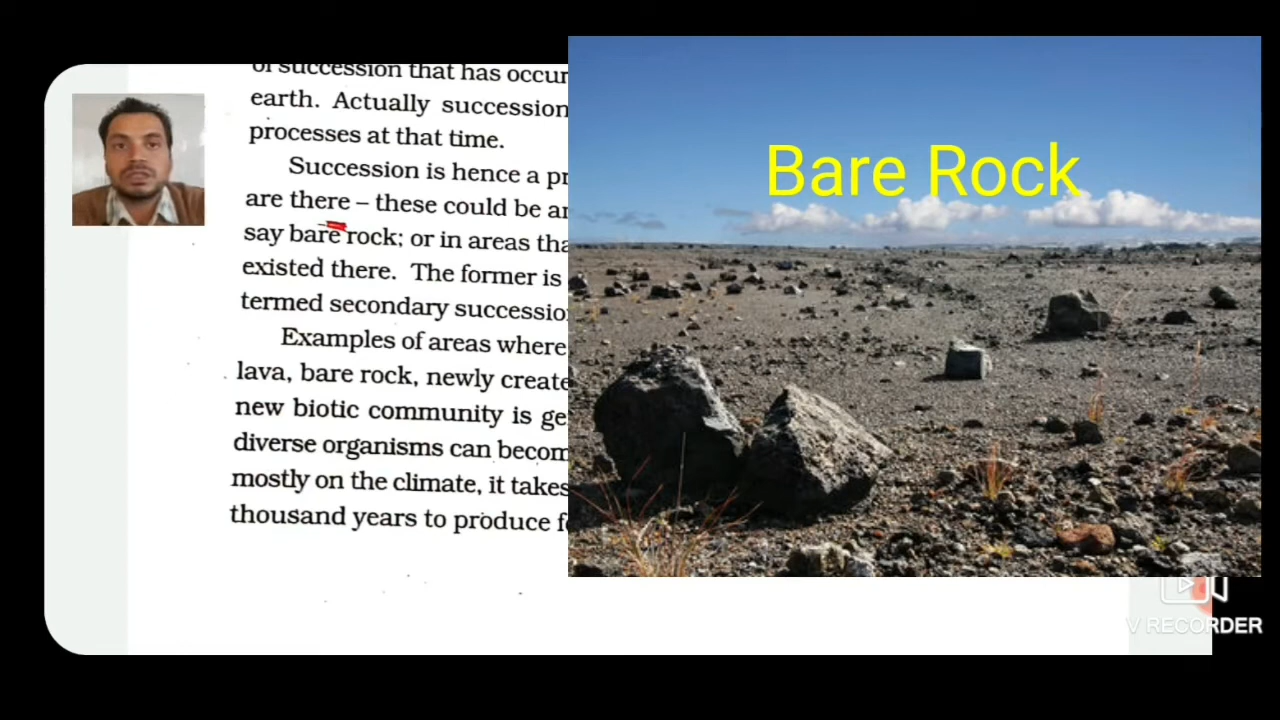 of succession that has occur
earth. Actually succession
processes at that time.
Succession is hence a pr
are there – these could be ar
say bare rock; or in areas tha
existed there. The former is
termed secondary successio
Examples of areas where
lava, bare rock, newly create
new biotic community is ge
diverse organisms can becom
mostly on the climate, it takes
thousand years to produce f
Bare Rock
V RECORDER